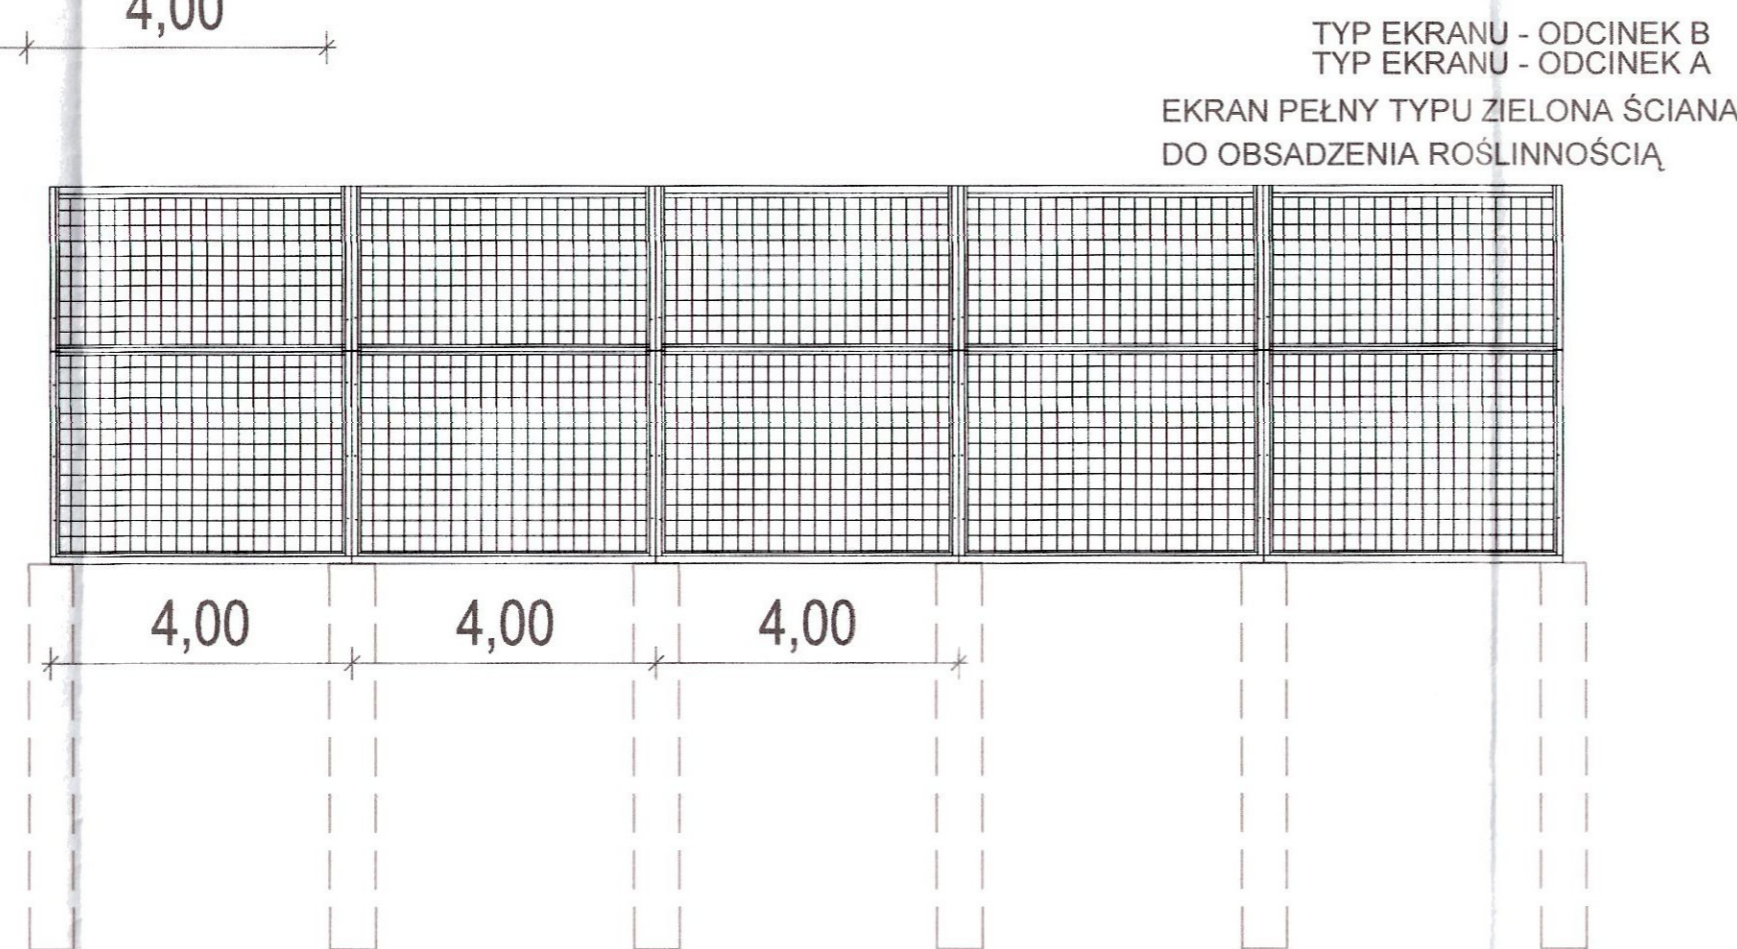 4,00
TYP EKRANU - ODCINEK B
TYP EKRANU - ODCINEK A
EKRAN PEŁNY TYPU ZIELONA ŚCIANA
DO OBSADZENIA ROŚLINNOŚCIĄ
4,00 4,00 4,00